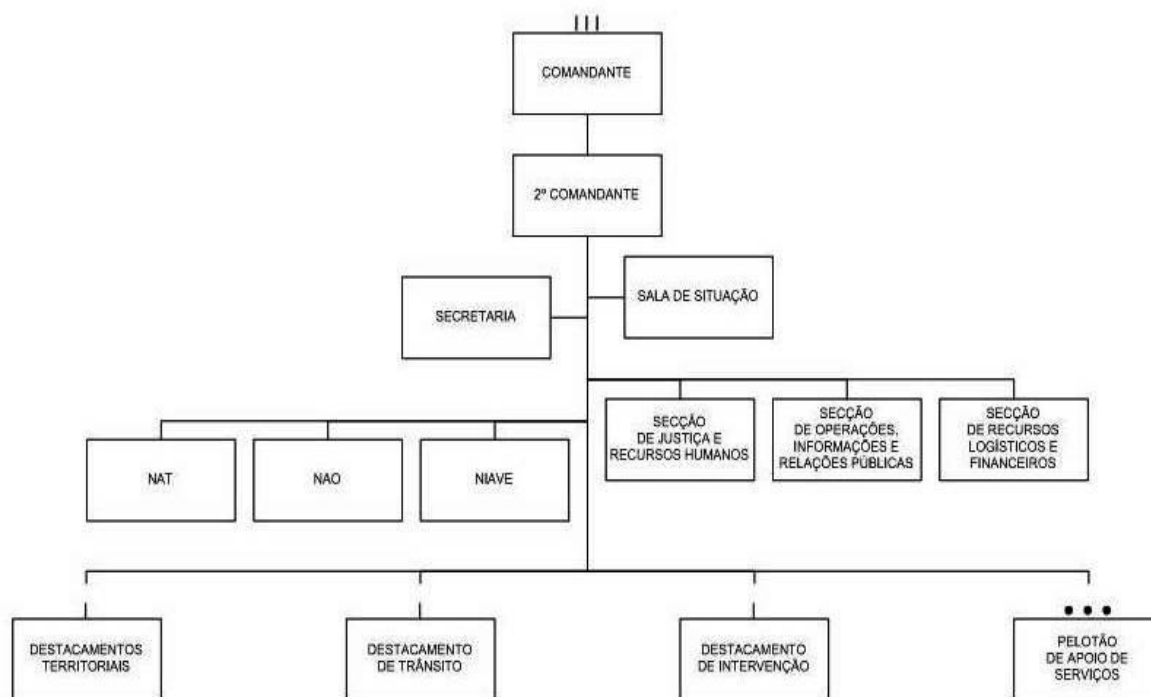 COMANDANTE
2º COMANDANTE
SALA DE SITUAÇÃO
SECRETARIA
SECÇÃO
DE JUSTIÇA E
RECURSOS HUMANOS
SECÇÃO
DE OPERAÇÕES,
INFORMAÇÕES E
RELAÇÕES PÚBLICAS
SECÇÃO
DE RECURSOS
LOGÍSTICOS E
FINANCEIROS
NAT
NAO
NIAVE
DESTACAMENTOS
TERRITORIAIS
DESTACAMENTO
DE TRÂNSITO
DESTACAMENTO
DE INTERVENÇÃO
PELOTÃO
DE APOIO DE
SERVIÇOS